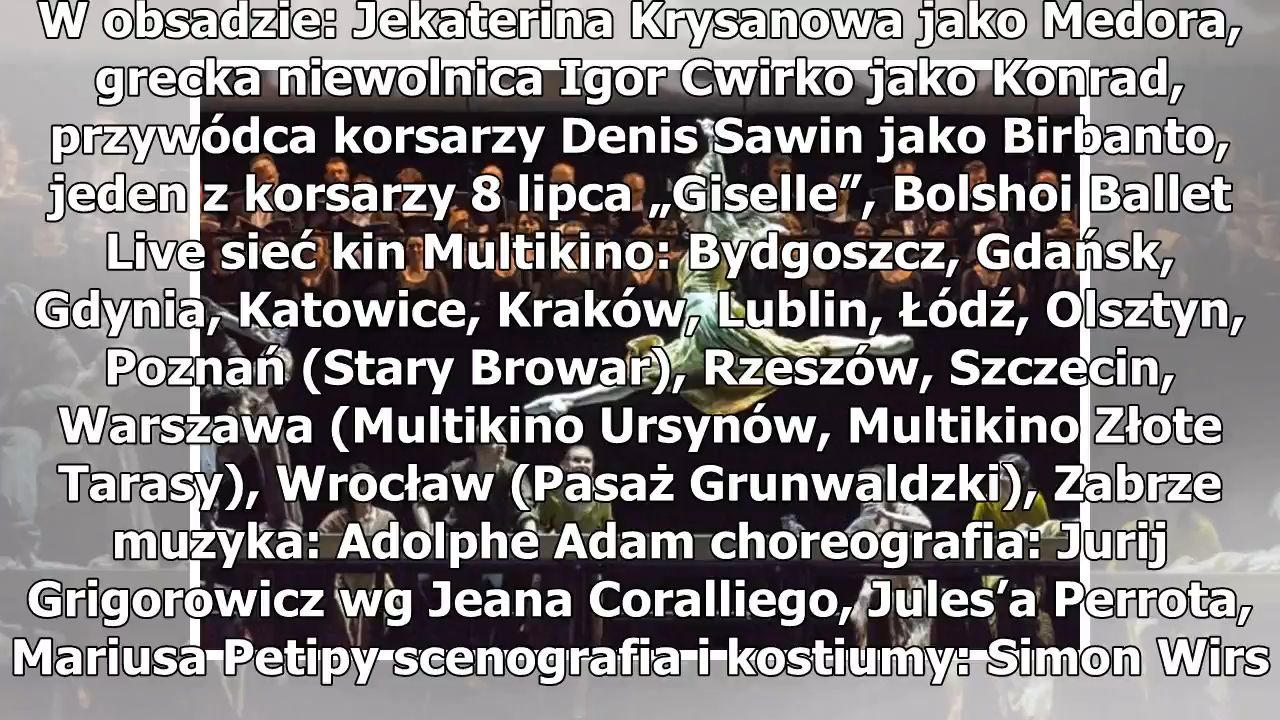 W obsadzie: Jekaterina Krysanowa jako Medora,
grecka niewolnica Igor Cwirko jako Konrad,
przywódca korsarzy Denis Sawin jako Birbanto,
jeden z korsarzy 8 lipca „Giselle”, Bolshoi Ballet
Live sieć kin Multikino: Bydgoszcz, Gdańsk,
Gdynia, Katowice, Kraków, Lublin, Łódź, Olsztyn,
Poznań (Stary Browar), Rzeszów, Szczecin,
Warszawa (Multikino Ursynów, Multikino Złote
Tarasy), Wrocław (Pasaż Grunwaldzki), Zabrze
muzyka: Adolphe Adam choreografia: Jurij
Grigorowicz wg Jeana Coralliego, Jules’a Perrota,
Mariusa Petipy scenografia i kostiumy: Simon Wirs